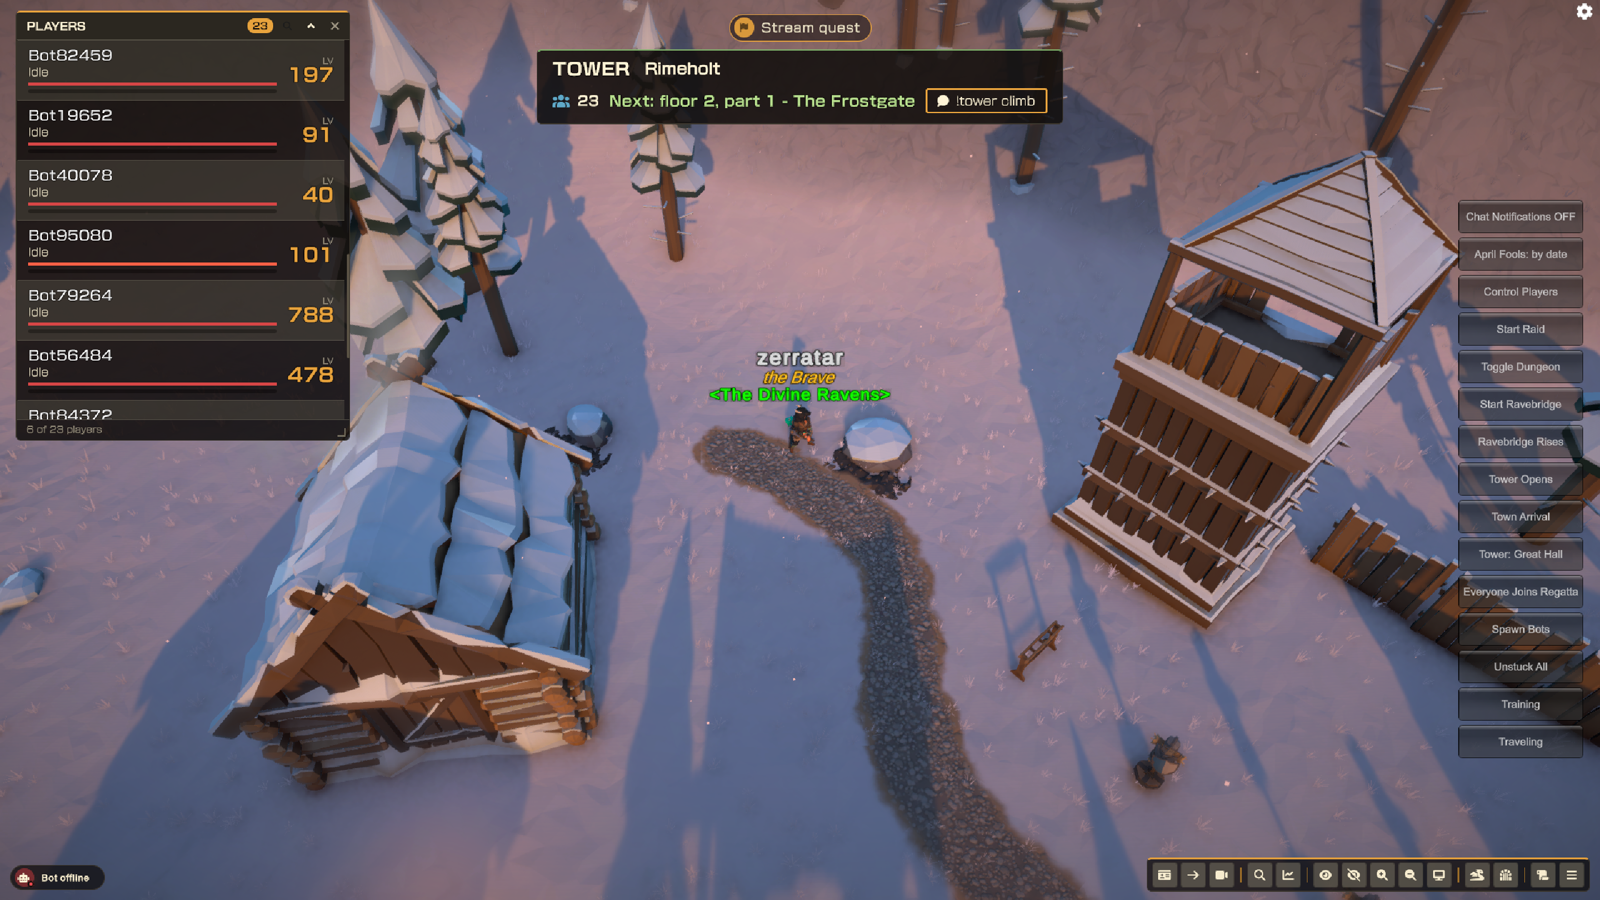 PLAYERS
23
Bot82459
Idle
Lv
197
Bot19652
Idle
Lv
91
Bot40078
Idle
Lv
40
Bot95080
Idle
Lv
101
Bot79264
Idle
Lv
788
Bot56484
Idle
Lv
478
Bot84372
6 of 23 players
Stream quest
TOWER Rimeholt
23 Next: floor 2, part 1 - The Frostgate !tower climb
zerratar
the Brave
<The Divine Ravens>
Chat Notifications OFF
April Fools: by date
Control Players
Start Raid
Toggle Dungeon
Start Ravebridge
Ravebridge Rises
Tower Opens
Town Arrival
Tower: Great Hall
Everyone Joins Regatta
Spawn Bots
Unstuck All
Training
Traveling
Bot offline